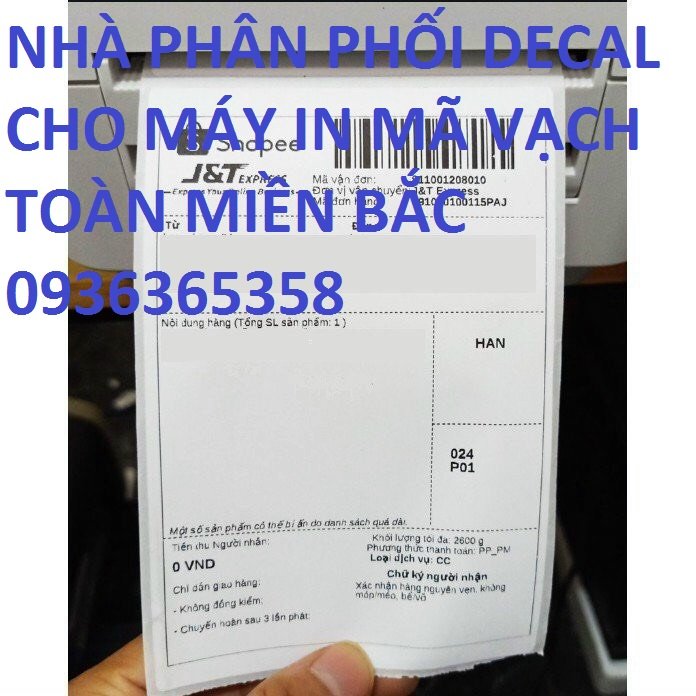 NHÀ PHÂN PHỐI DECAL
CHO MÁY IN MÃ VẠCH
TOÀN MIỀN BẮC
0936365358
Shopee
J&T EXPRESS
Mã vận đơn: 811001208010
Đơn vị vận chuyển: J&T Express
Mã đơn hàng 91000100115PAJ
Từ
Nội dung hàng (Tổng SL sản phẩm: 1 )
HAN
024
P01
Một số sản phẩm có thể bị ẩn do danh sách quá dài.
Tiền thu Người nhận:
0 VND
Chỉ dẫn giao hàng:
- Không đồng kiểm:
- Chuyển hoàn sau 3 lần phát:
Khối lượng tối đa: 2600 g
Phương thức thanh toán: PP_PM
Loại dịch vụ: CC
Chữ ký người nhận
Xác nhận hàng nguyên vẹn, không
móp/méo, bể/vỡ